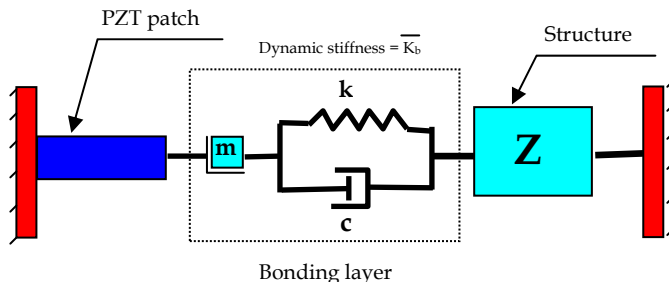 PZT patch
Dynamic stiffness = K̅b̅
Structure
k
m
Z
c
Bonding layer